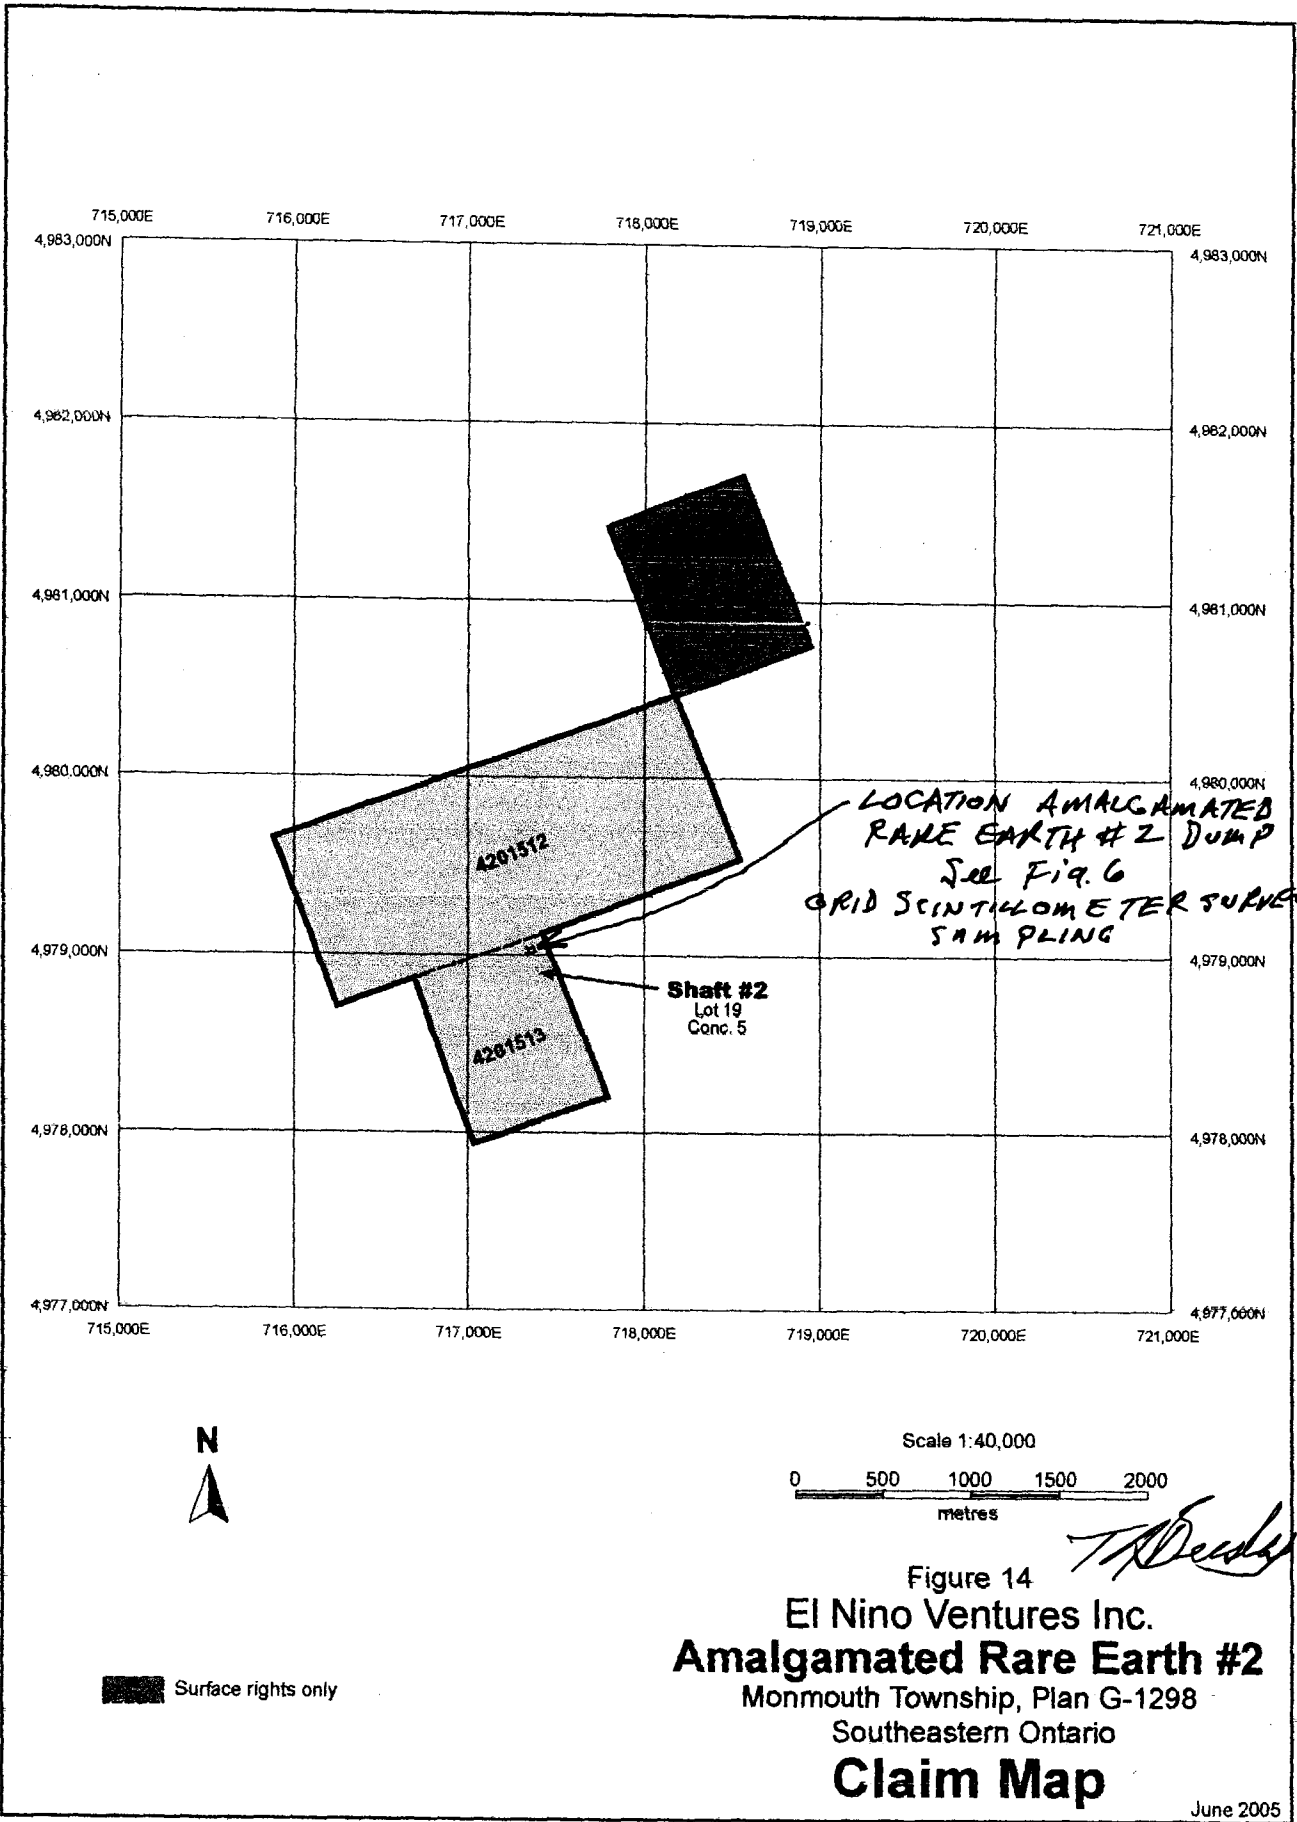 715,000E 716,000E 717,000E 718,000E 719,000E 720,000E 721,000E
4,983,000N 4,983,000N
4,982,000N 4,982,000N
4,981,000N 4,981,000N
4,980,000N 4,980,000N
LOCATION AMALGAMATED
RARE EARTH #2 DUMP
See Fig. 6
GRID SCINTILLOMETER SURVEY
SAMPLING
4201512
4,979,000N 4,979,000N
Shaft #2
Lot 19
Conc. 5
4201513
4,978,000N 4,978,000N
4,977,000N 4,977,000N
715,000E 716,000E 717,000E 718,000E 719,000E 720,000E 721,000E
N
Scale 1:40,000
0 500 1000 1500 2000
metres
Figure 14
El Nino Ventures Inc.
Amalgamated Rare Earth #2
Monmouth Township, Plan G-1298
Southeastern Ontario
Claim Map
Surface rights only
June 2005